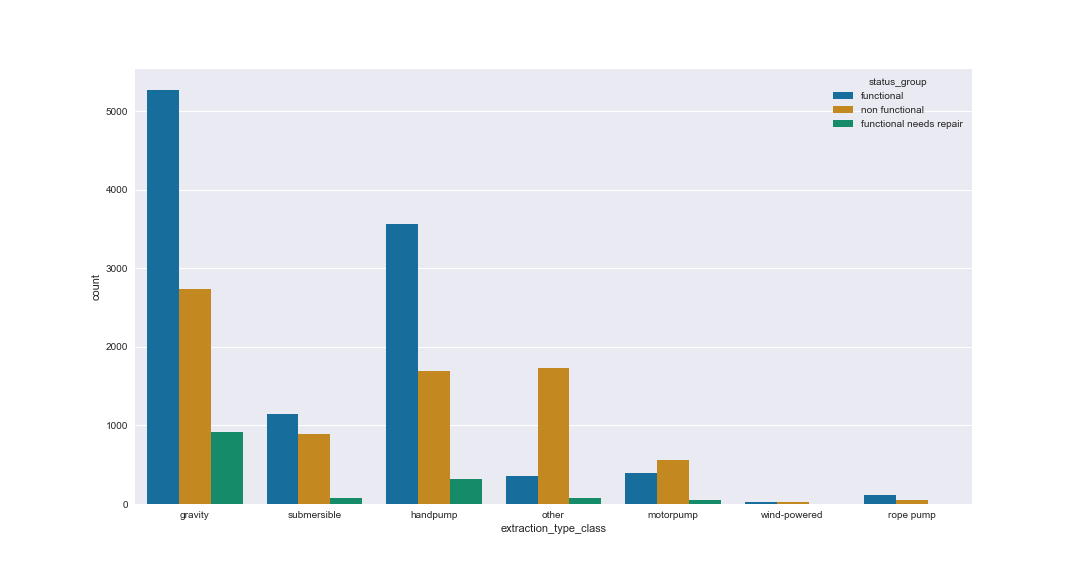 status_group
functional
non functional
functional needs repair
5000
4000
3000
2000
1000
0
count
gravity submersible handpump other motorpump wind-powered rope pump
extraction_type_class